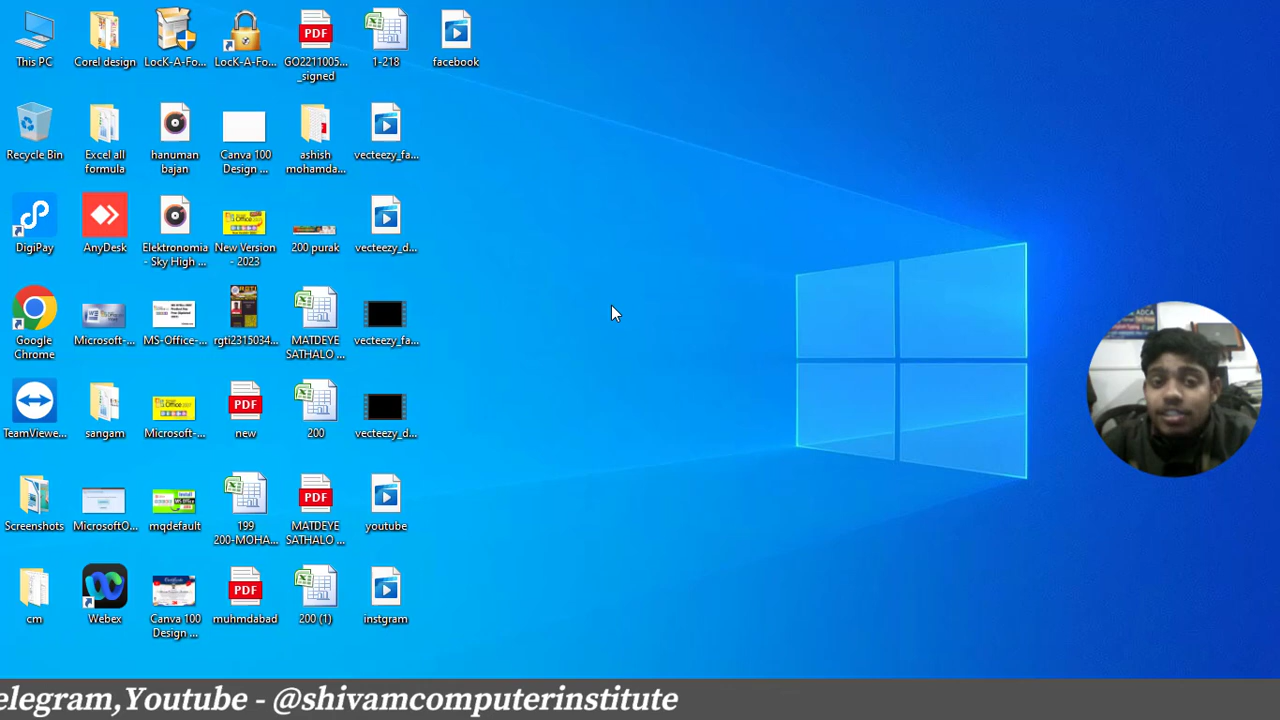 This PC
Corel design
LocK-A-Fo...
LocK-A-Fo...
GO2211005...
_signed
1-218
facebook
Recycle Bin
Excel all
formula
hanuman
bajan
Canva 100
Design ...
ashish
mohamda...
vecteezy_fa...
DigiPay
AnyDesk
Elektronomia
- Sky High ...
New Version
- 2023
200 purak
vecteezy_d...
Google
Chrome
Microsoft-...
MS-Office-...
rgti2315034...
MATDEYE
SATHALO ...
vecteezy_fa...
TeamViewe...
sangam
Microsoft-...
new
200
vecteezy_d...
Screenshots
MicrosoftO...
mqdefault
199
200-MOHA...
MATDEYE
SATHALO ...
youtube
cm
Webex
Canva 100
Design ...
muhmdabad
200 (1)
instgram
elegram,Youtube - @shivamcomputerinstitute